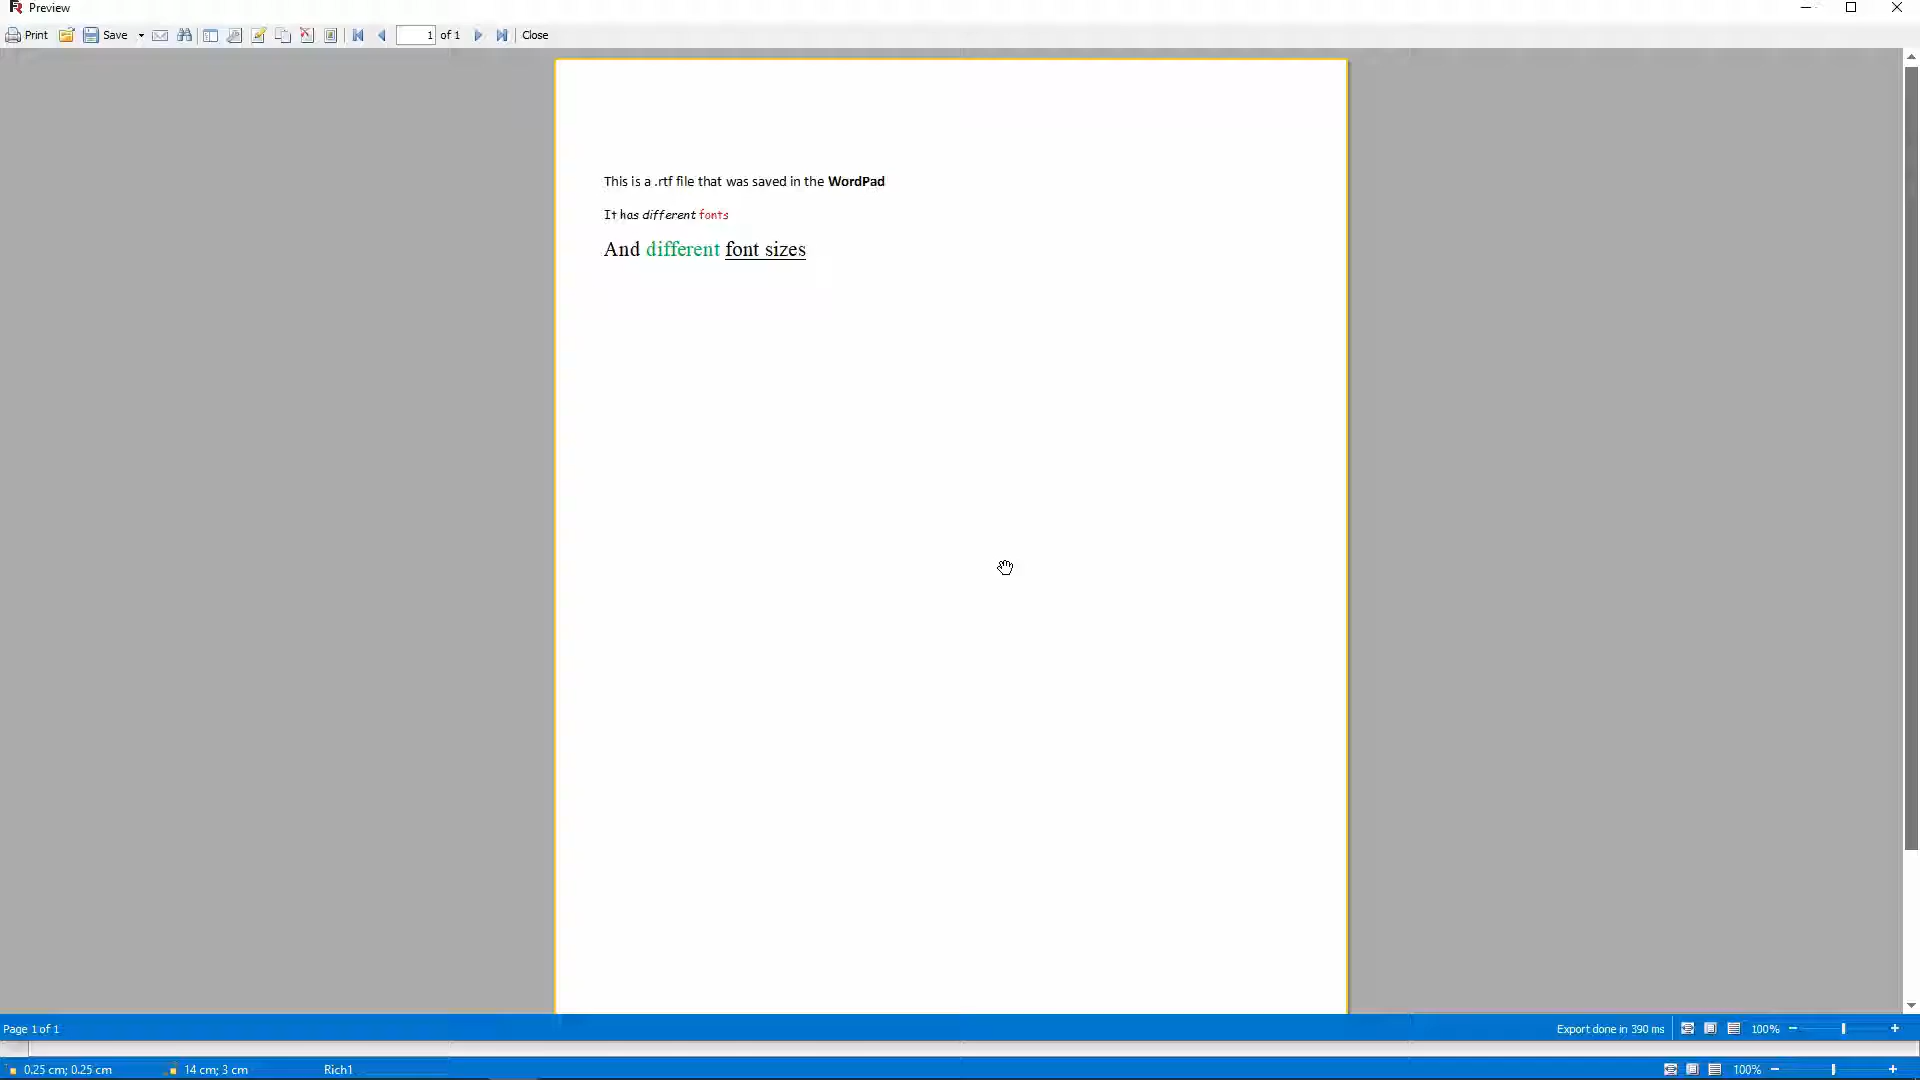 Preview
Print Save 1 of 1 Close
This is a .rtf file that was saved in the WordPad
It has different fonts
And different font sizes
Page 1 of 1 Export done in 390 ms 100%
0.25 cm; 0.25 cm 14 cm; 3 cm Rich1 100%